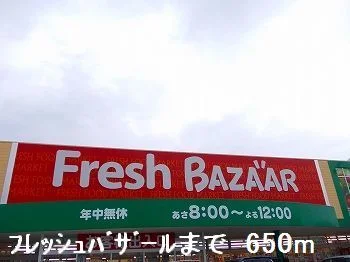 Fresh BAZAAR
年中無休 あさ8:00〜よる12:00
フレッシュバザールまで 650m